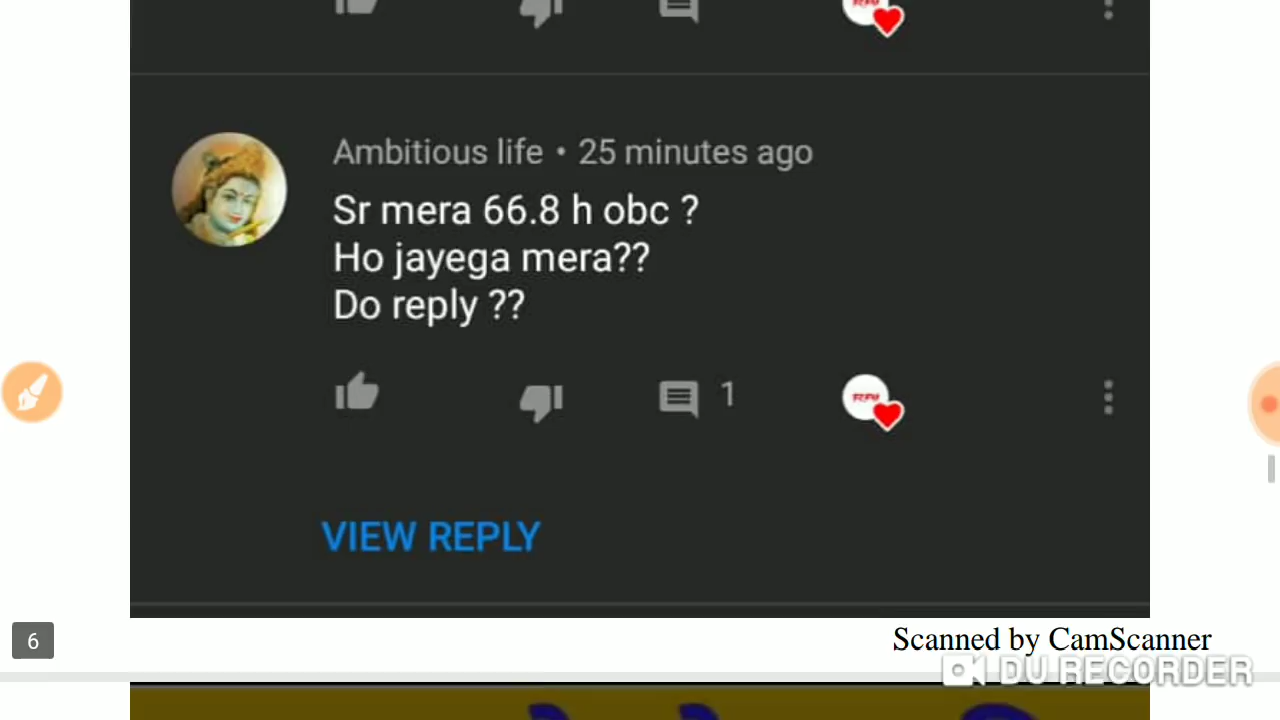 Ambitious life • 25 minutes ago
Sr mera 66.8 h obc ?
Ho jayega mera??
Do reply ??
1
VIEW REPLY
6
Scanned by CamScanner
DU RECORDER